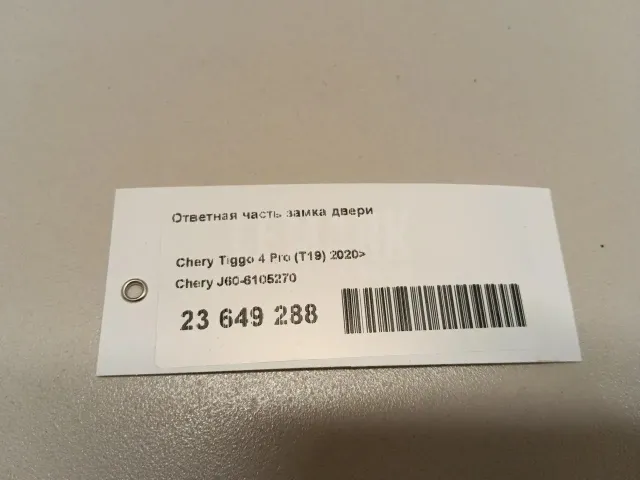 Ответная часть замка двери
Chery Tiggo 4 Pro (T19) 2020>
Chery J60-6105270
23 649 288